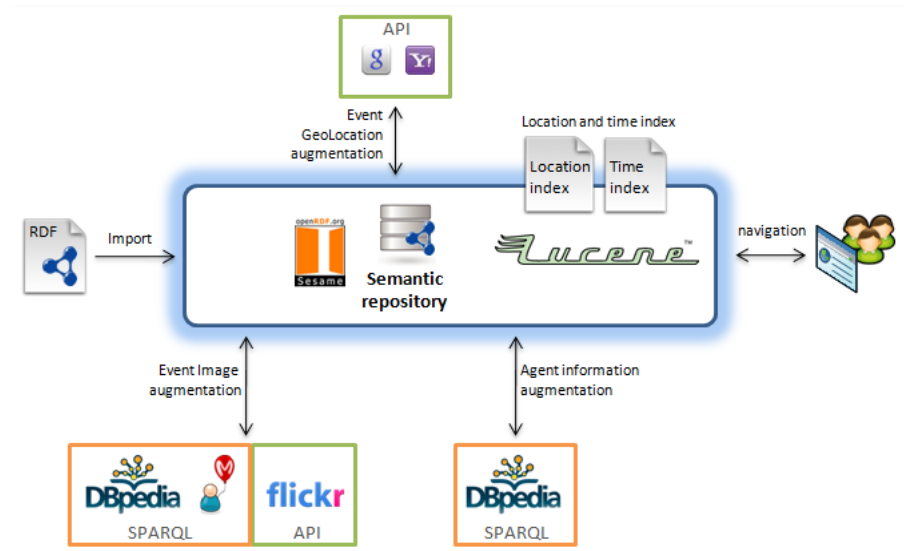 API
g Y!
Event
GeoLocation
augmentation
Location and time index
Location
index
Time
index
RDF
Import
openRDF.org
Sesame
Semantic
repository
Lucene™
navigation
Event Image
augmentation
Agent information
augmentation
DBpedia
M
SPARQL
flickr
API
DBpedia
SPARQL